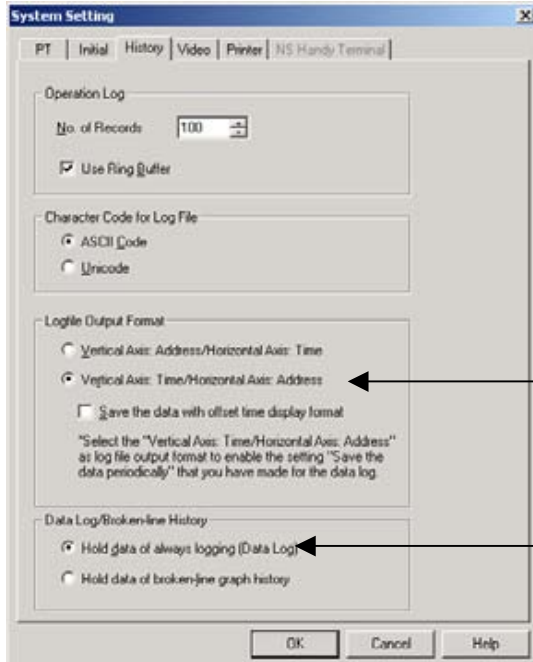 System Setting
PT Initial History Video Printer NS Handy Terminal
Operation Log
No. of Records 100
Use Ring Buffer
Character Code for Log File
ASCII Code
Unicode
Logfile Output Format
Vertical Axis: Address/Horizontal Axis: Time
Vertical Axis: Time/Horizontal Axis: Address
Save the data with offset time display format
"Select the "Vertical Axis: Time/Horizontal Axis: Address"
as log file output format to enable the setting "Save the
data periodically" that you have made for the data log.
Data Log/Broken-line History
Hold data of always logging (Data Log)
Hold data of broken-line graph history
OK Cancel Help